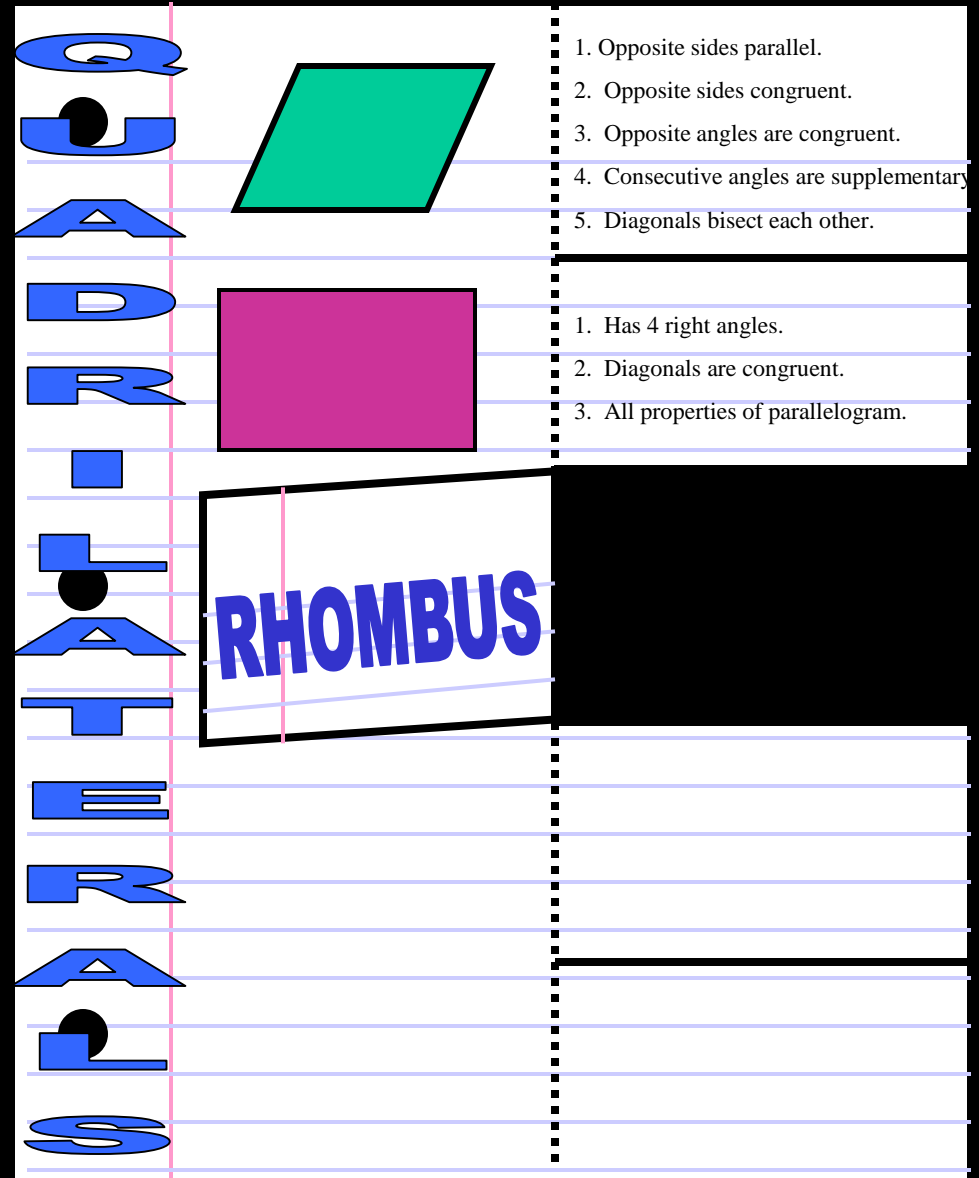 QUADRILATERALS
1. Opposite sides parallel.
2. Opposite sides congruent.
3. Opposite angles are congruent.
4. Consecutive angles are supplementary
5. Diagonals bisect each other.
1. Has 4 right angles.
2. Diagonals are congruent.
3. All properties of parallelogram.
RHOMBUS